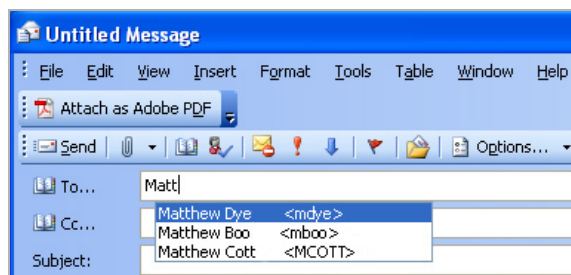 Untitled Message
File Edit View Insert Format Tools Table Window Help
Attach as Adobe PDF
Send Options...
To... Matt
Matthew Dye <mdye>
Cc... Matthew Boo <mboo>
Matthew Cott <MCOTT>
Subject: